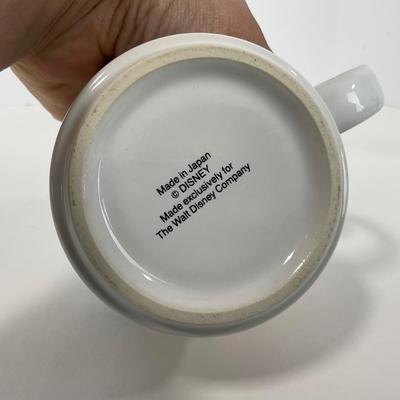 Made in Japan
© DISNEY
Made exclusively for
The Walt Disney Company